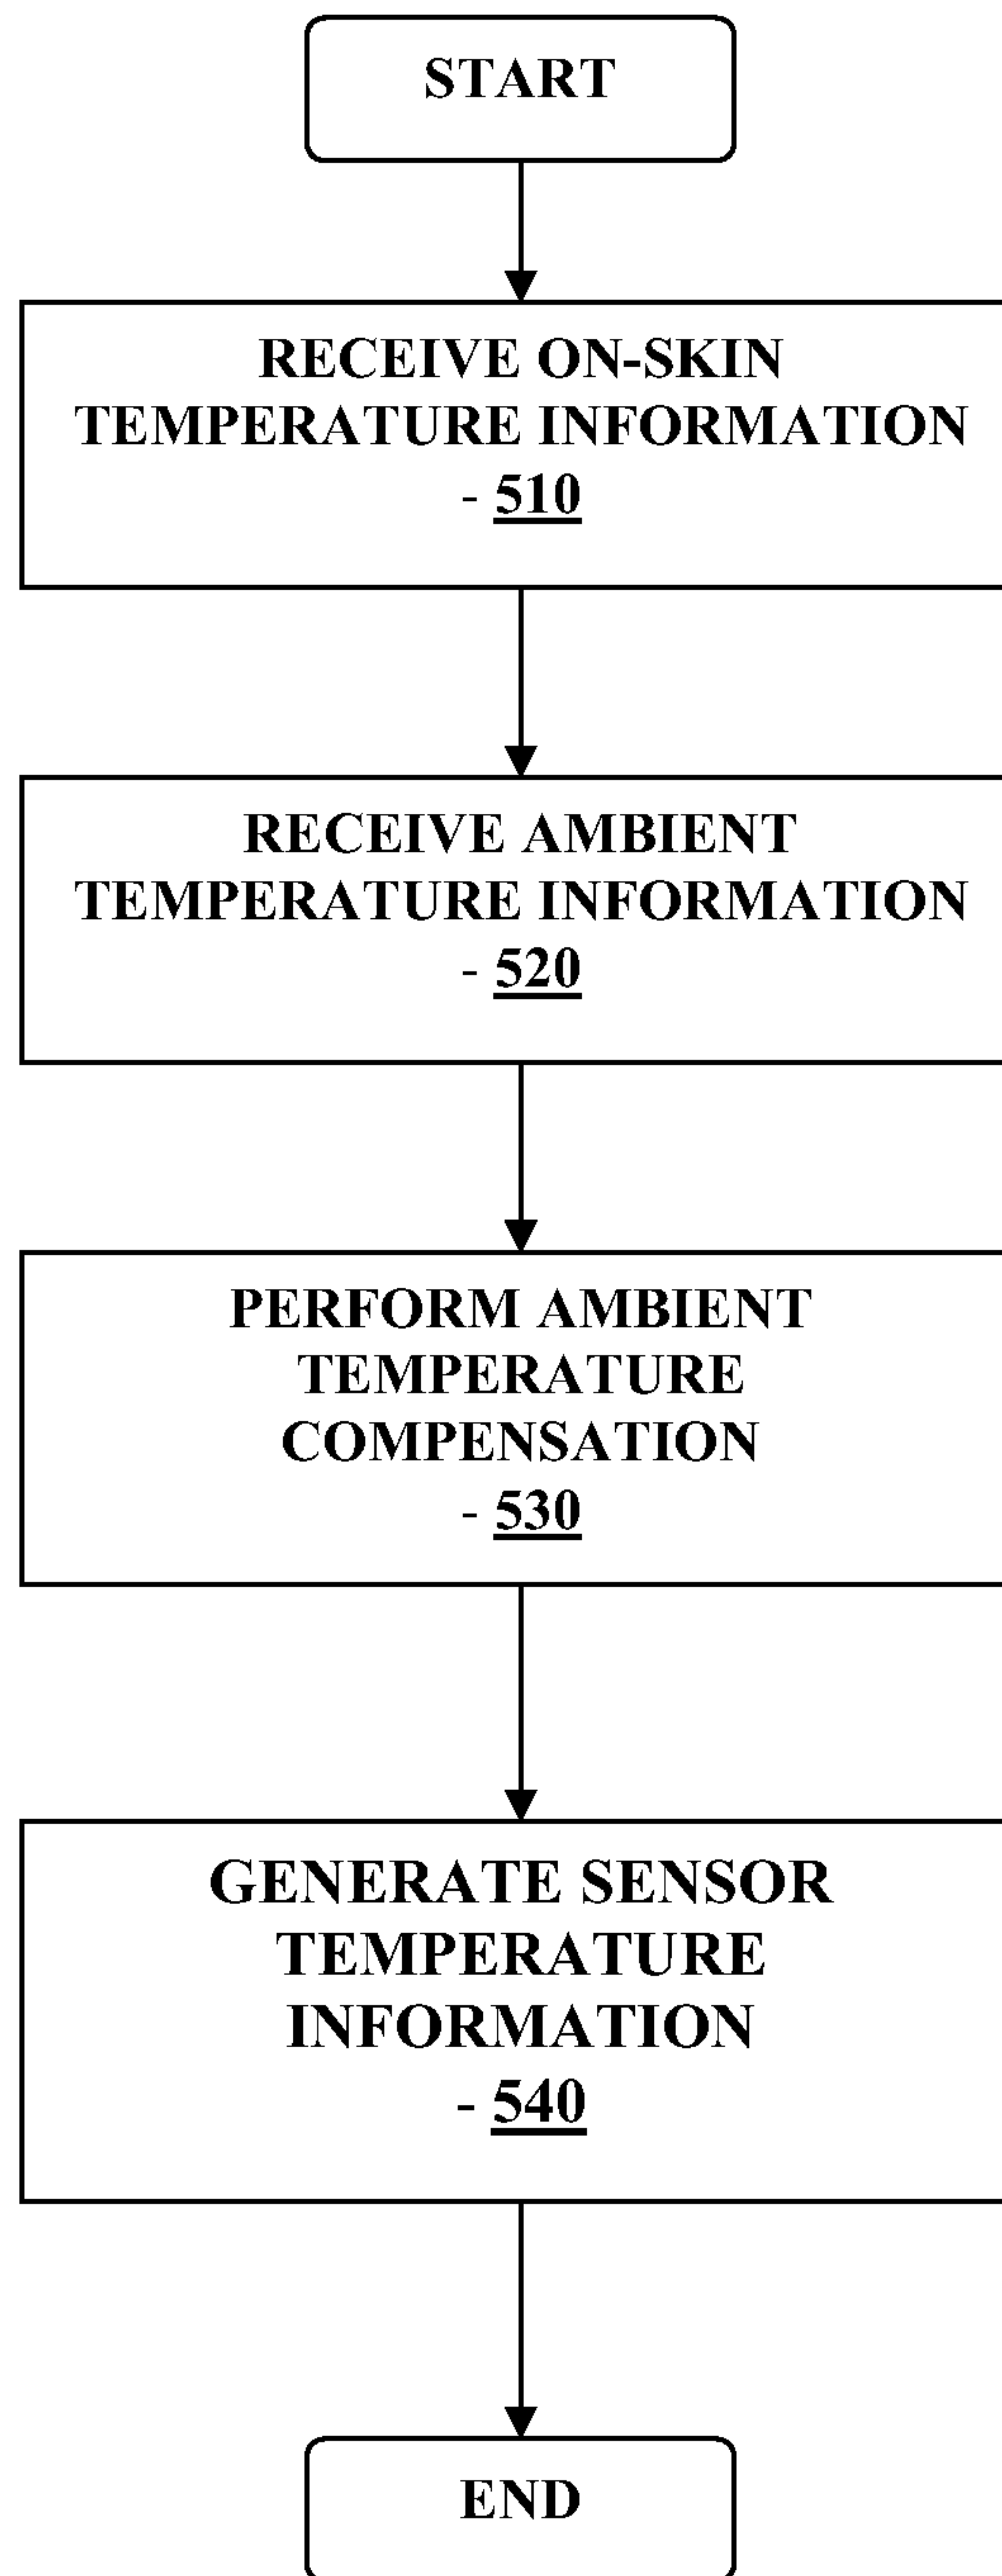 START
RECEIVE ON-SKIN
TEMPERATURE INFORMATION
- 510
RECEIVE AMBIENT
TEMPERATURE INFORMATION
- 520
PERFORM AMBIENT
TEMPERATURE
COMPENSATION
- 530
GENERATE SENSOR
TEMPERATURE
INFORMATION
- 540
END